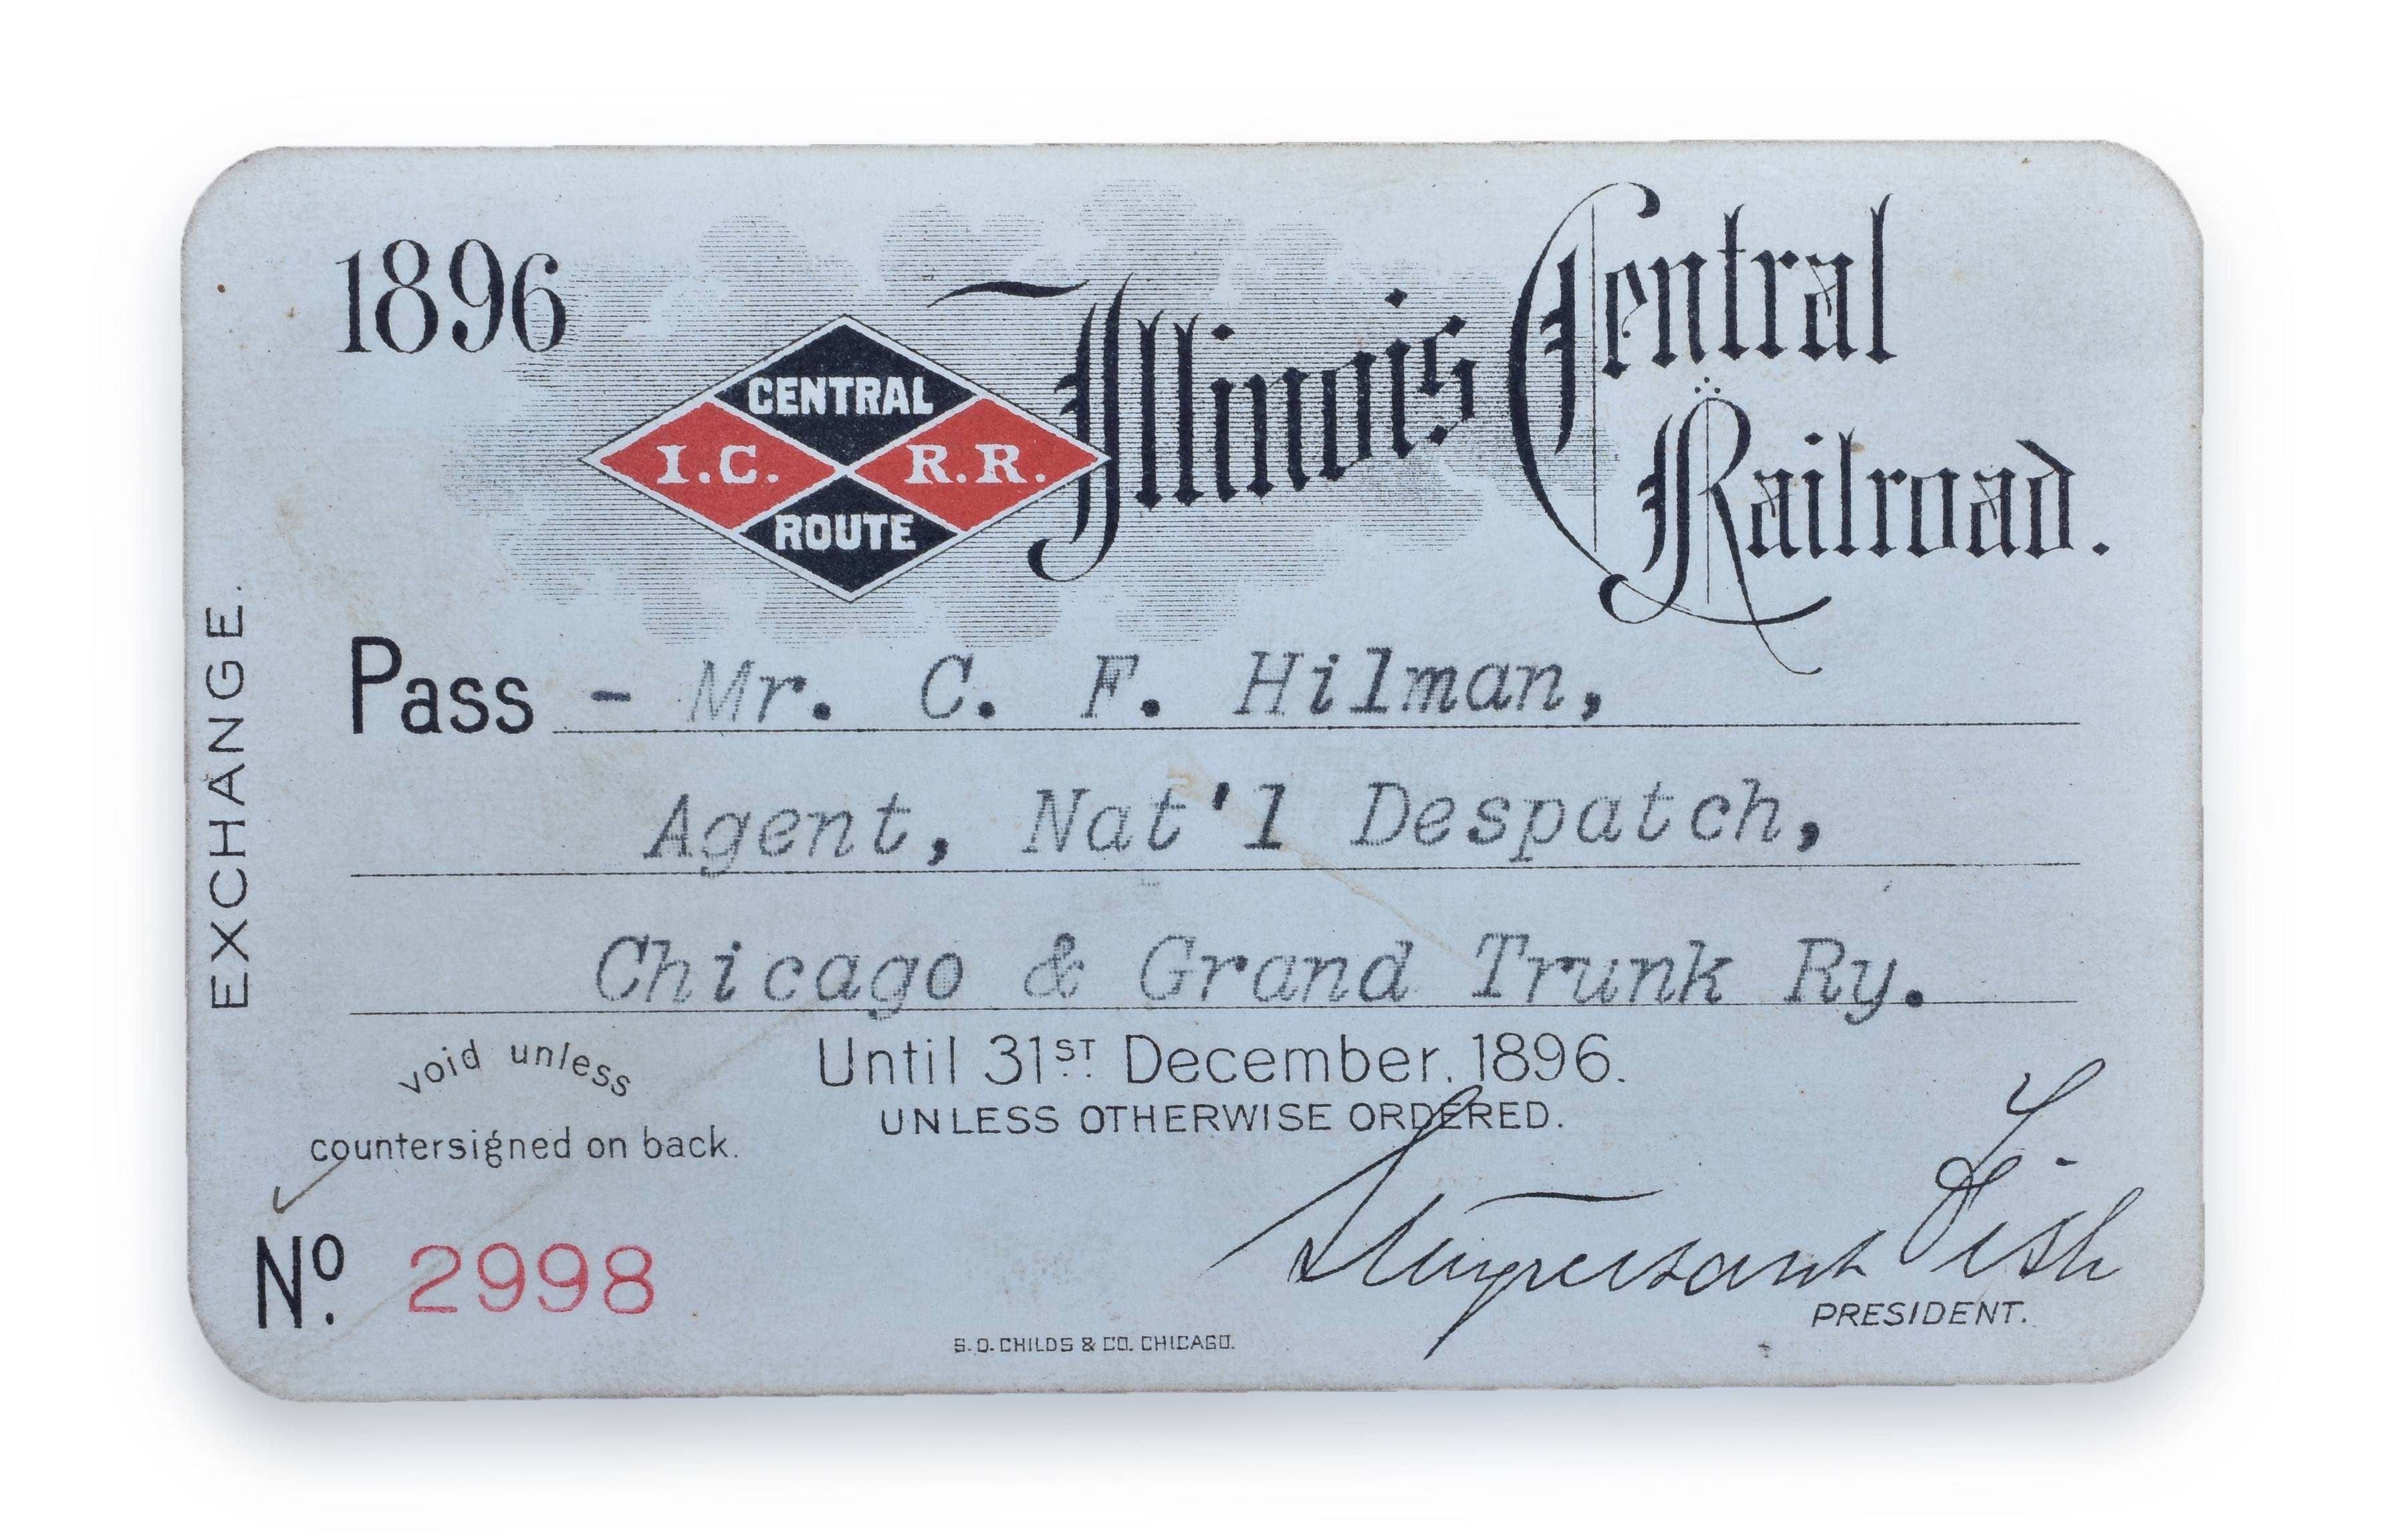 1896
CENTRAL
I.C. R.R.
ROUTE
Illinois Central
Railroad.
EXCHANGE.
Pass - Mr. C. F. Hilman,
Agent, Nat'l Despatch,
Chicago & Grand Trunk Ry.
Until 31ST December, 1896.
UNLESS OTHERWISE ORDERED.
void unless
countersigned on back.
Stuyvesant Fish
PRESIDENT.
No. 2998
S. D. CHILDS & CO. CHICAGO.